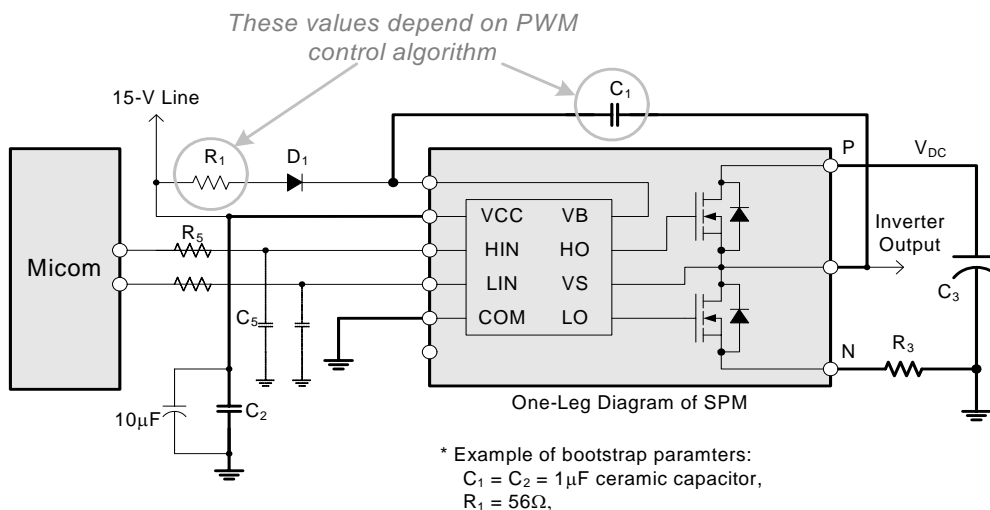 These values depend on PWM
control algorithm
15-V Line
C1
R1
D1
P
VDC
VCC
VB
R5
HIN
HO
Inverter
Output
Micom
LIN
VS
C3
C5
COM
LO
N
R3
10μF
C2
One-Leg Diagram of SPM
* Example of bootstrap paramters:
C1 = C2 = 1μF ceramic capacitor,
R1 = 56Ω,